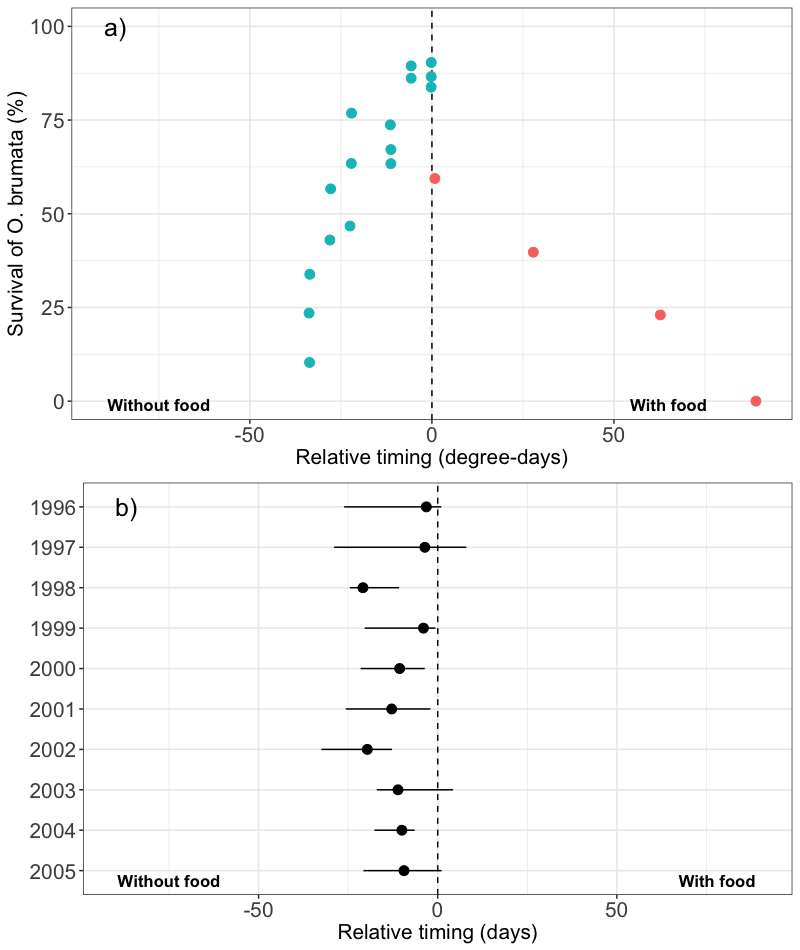 a)
Survival of O. brumata (%)
100
75
50
25
0
Without food
With food
-50
0
50
Relative timing (degree-days)
b)
1996
1997
1998
1999
2000
2001
2002
2003
2004
2005
Without food
With food
-50
0
50
Relative timing (days)